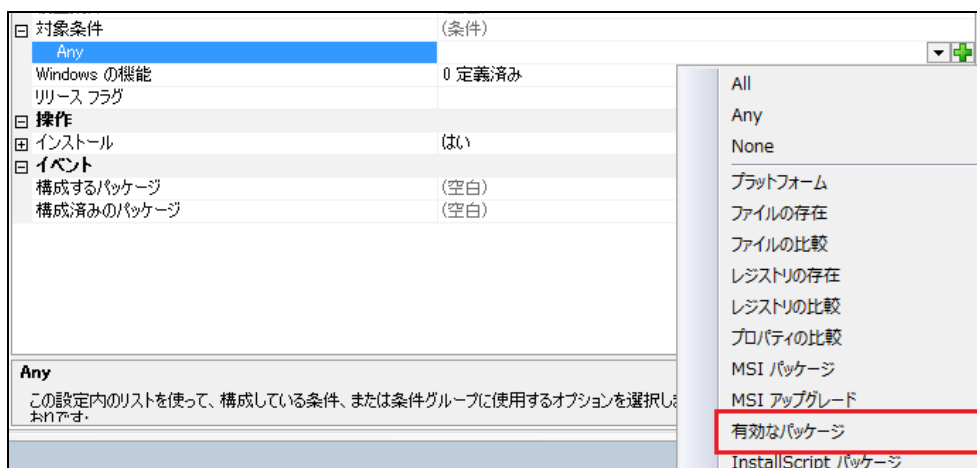 対象条件 (条件)
Any
Windows の機能 0 定義済み
リリース フラグ
操作
インストール はい
イベント
構成するパッケージ (空白)
構成済みのパッケージ (空白)
All
Any
None
プラットフォーム
ファイルの存在
ファイルの比較
レジストリの存在
レジストリの比較
プロパティの比較
MSI パッケージ
MSI アップグレード
有効なパッケージ
InstallScript パッケージ
Any
この設定内のリストを使って、構成している条件、または条件グループに使用するオプションを選択しま
おりです。